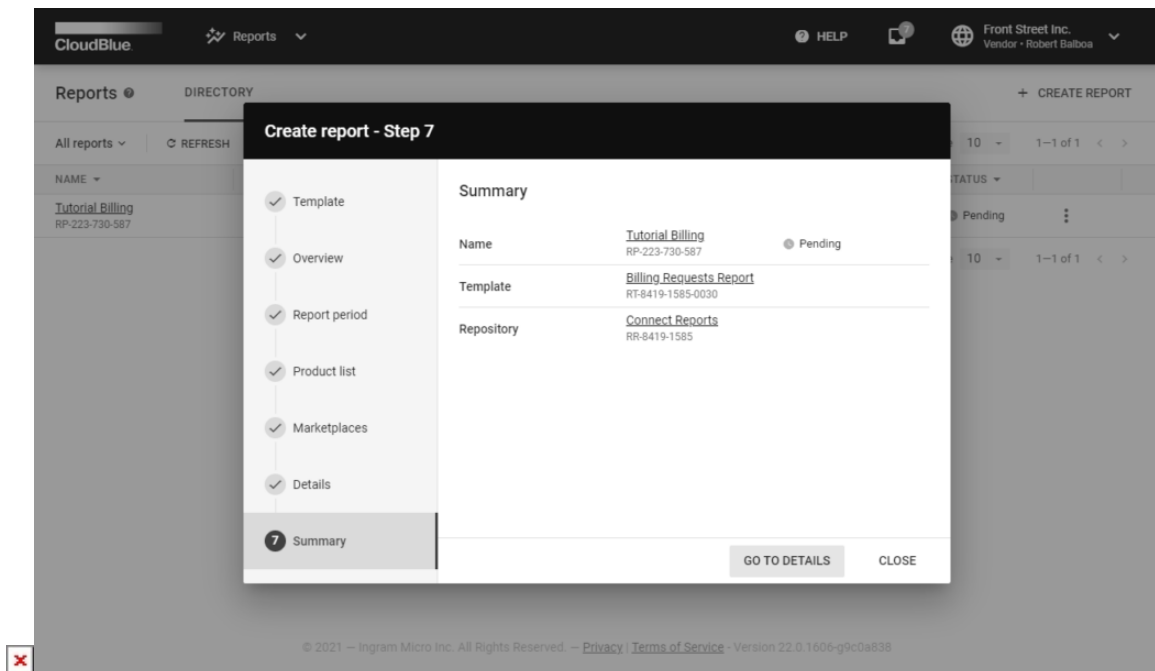 CloudBlue.
Reports
HELP
7
Front Street Inc.
Vendor • Robert Balboa
Reports
DIRECTORY
+ CREATE REPORT
All reports
REFRESH
10
1–1 of 1
NAME
STATUS
Tutorial Billing
RP-223-730-587
Pending
10
1–1 of 1
Create report - Step 7
Template
Overview
Report period
Product list
Marketplaces
Details
7 Summary
Summary
Name
Tutorial Billing
RP-223-730-587
Pending
Template
Billing Requests Report
RT-8419-1585-0030
Repository
Connect Reports
RR-8419-1585
GO TO DETAILS
CLOSE
© 2021 — Ingram Micro Inc. All Rights Reserved. — Privacy | Terms of Service - Version 22.0.1606-g9c0a838